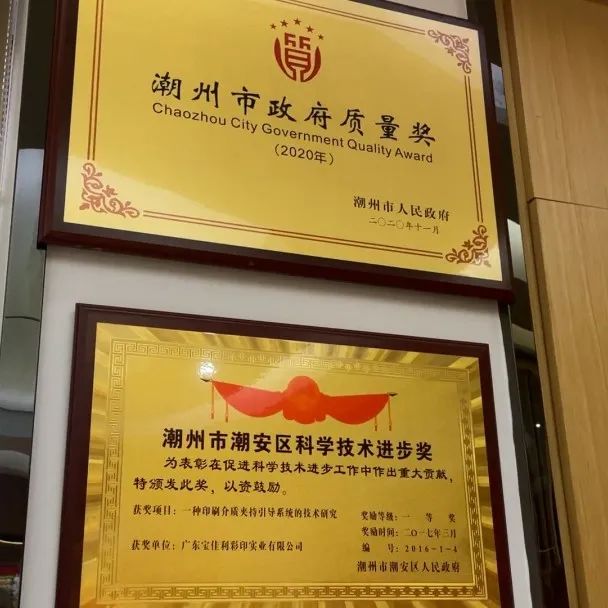 質
潮州市政府质量奖
Chaozhou City Government Quality Award
（2020年）
潮州市人民政府
二〇二〇年十一月
潮州市潮安区科学技术进步奖
为表彰在促进科学技术进步工作中作出重大贡献，
特颁发此奖，以资鼓励。
获奖项目：一种印刷介质夹持引导系统的技术研究
奖励等级：一等奖
奖励时间：二〇一七年三月
获奖单位：广东宝佳利彩印实业有限公司
编号：2016-1-4
潮州市潮安区人民政府